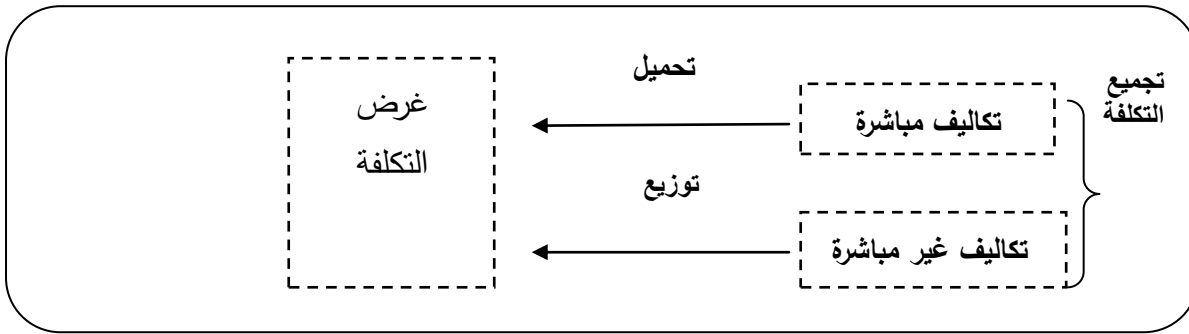 تجميع
التكلفة
تكاليف مباشرة
تكاليف غير مباشرة
تحميل
توزيع
غرض
التكلفة